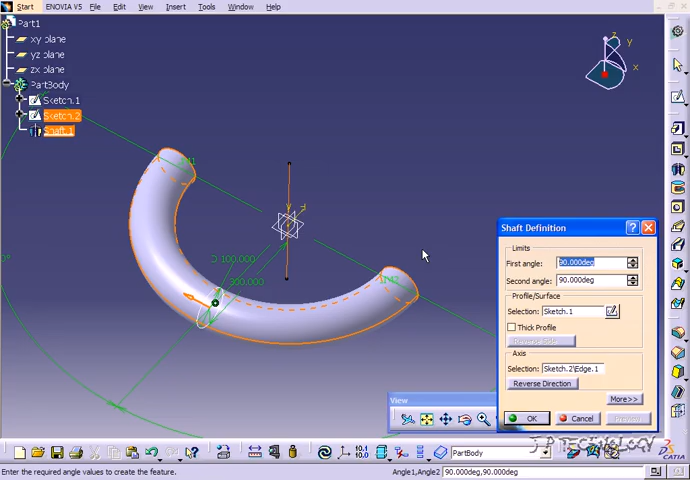 Start ENOVIA V5 File Edit View Insert Tools Window Help
Part1
xy plane
yz plane
zx plane
PartBody
Sketch.1
Sketch.2
Shaft.1
z
y
x
D 100.000
300.000
Shaft Definition
Limits
First angle: 90.000deg
Second angle: 90.000deg
Profile/Surface
Selection: Sketch.1
Thick Profile
Reverse Side
Axis
Selection: Sketch.2\Edge.1
Reverse Direction
More>>
OK Cancel Preview
View
PartBody
J.P TECHNOLOGY
CATIA
Enter the required angle values to create the feature.
Angle1,Angle2 90.000deg,90.000deg